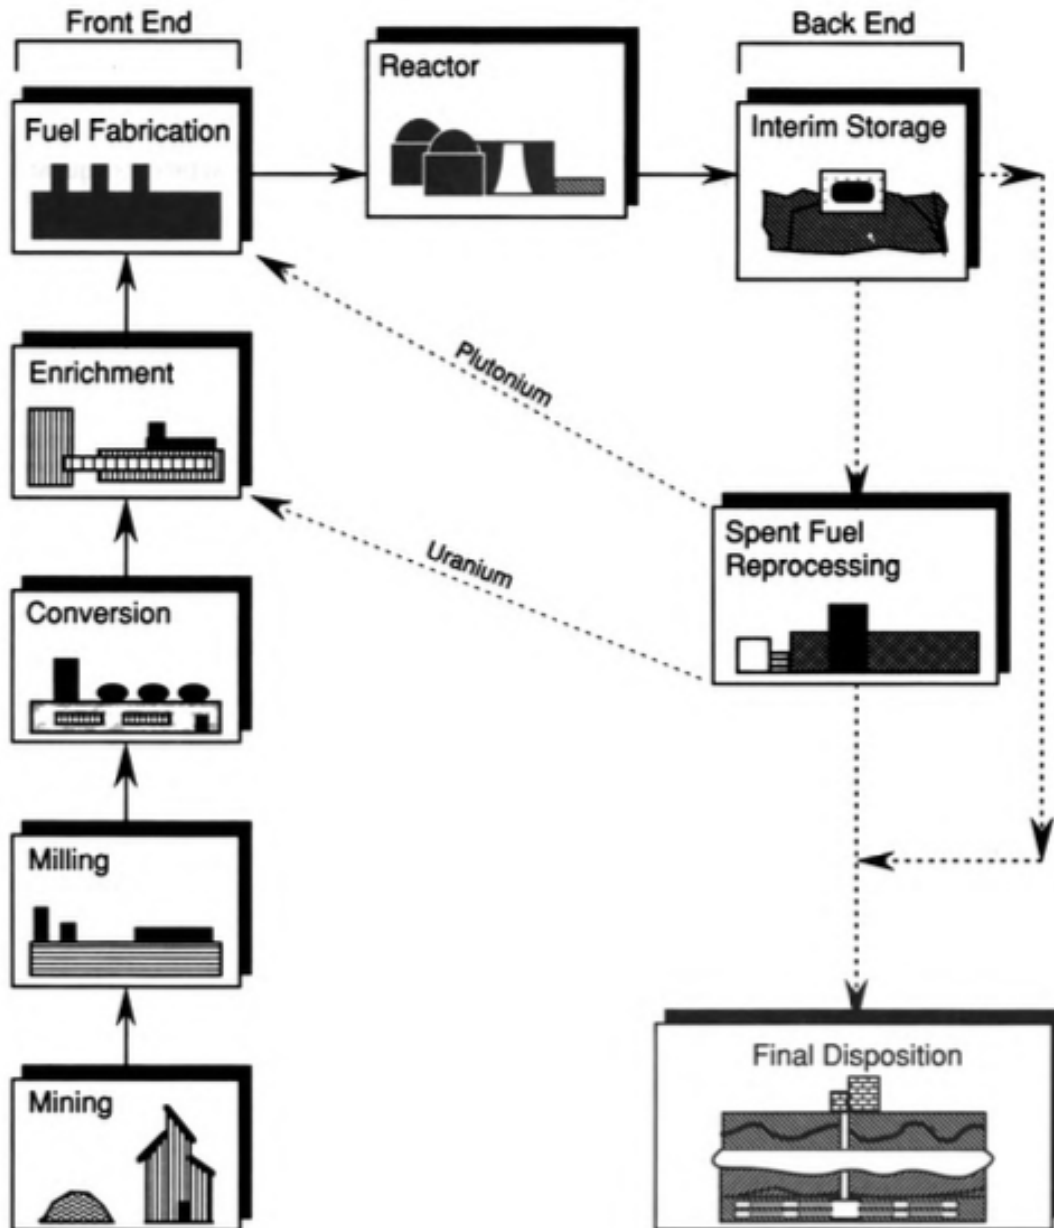 Front End
Back End
Reactor
Fuel Fabrication
Interim Storage
Enrichment
Plutonium
Spent Fuel
Reprocessing
Uranium
Conversion
Milling
Final Disposition
Mining